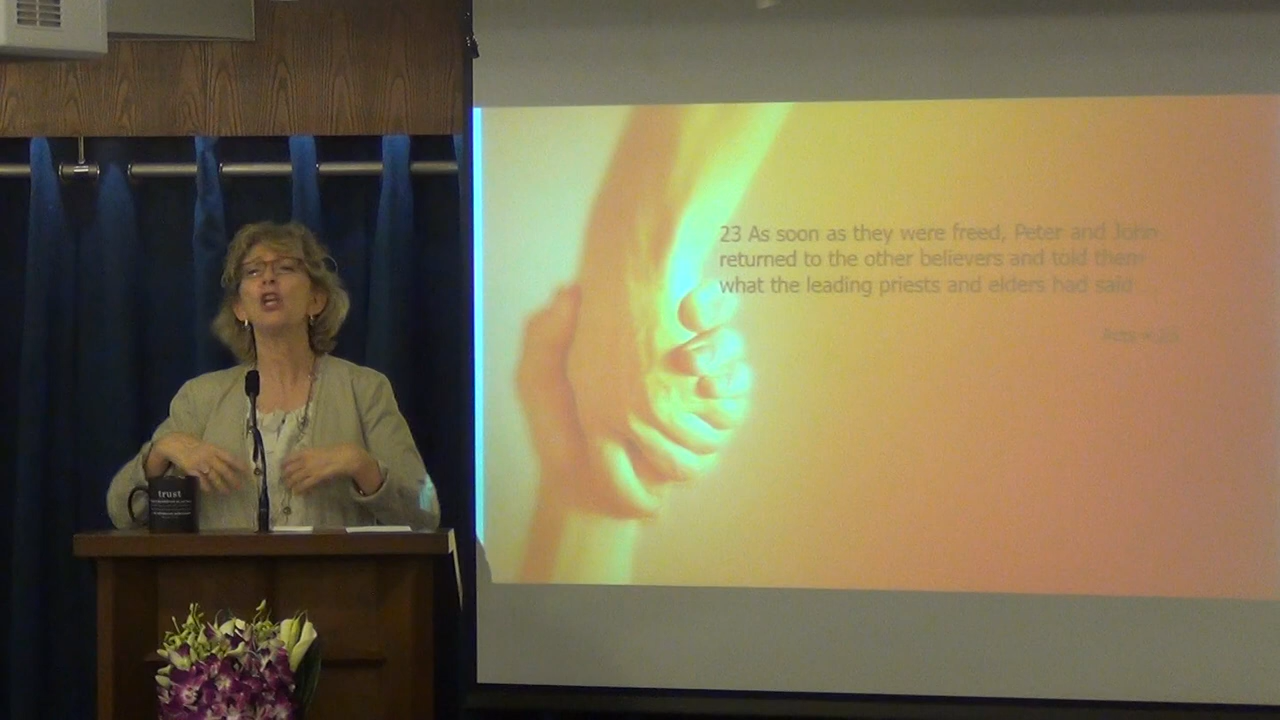 23 As soon as they were freed, Peter and John
returned to the other believers and told them
what the leading priests and elders had said
trust